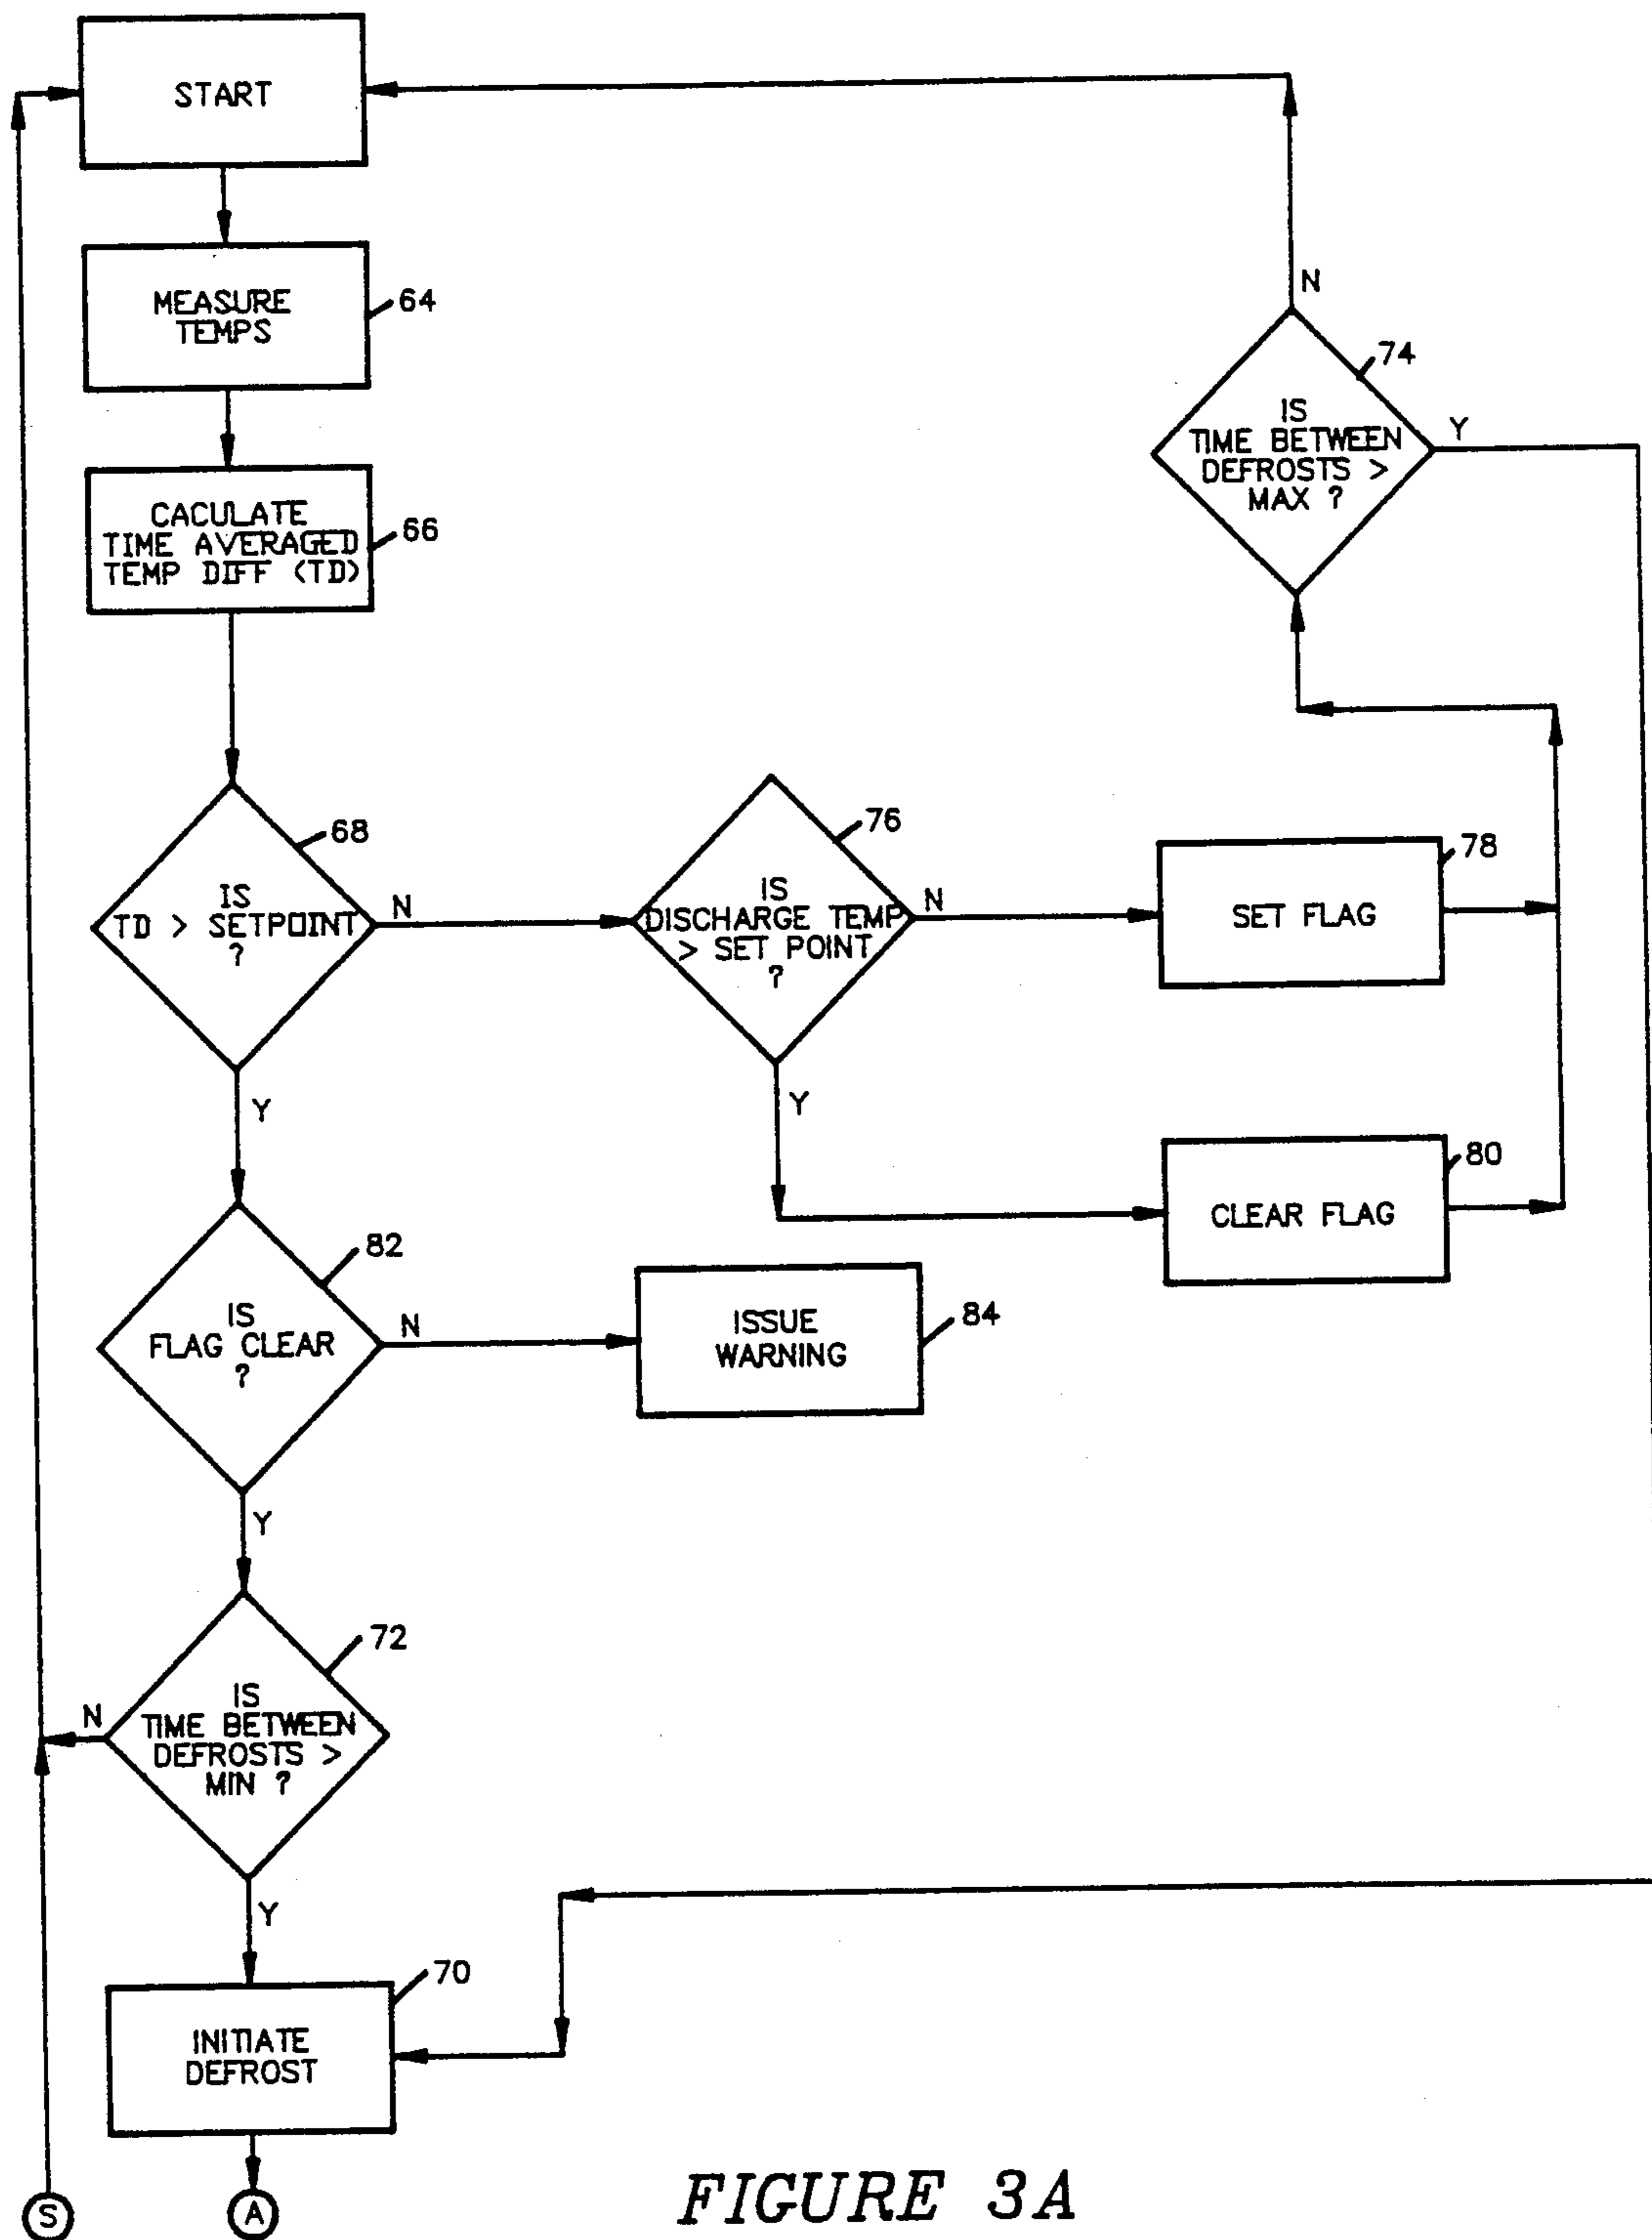 START
MEASURE
TEMPS
64
CACULATE
TIME AVERAGED
TEMP DIFF (TD)
66
N
74
IS
TIME BETWEEN
DEFROSTS >
MAX ?
Y
68
IS
TD > SETPOINT
?
N
Y
76
IS
DISCHARGE TEMP
> SET POINT
?
N
Y
78
SET FLAG
80
CLEAR FLAG
82
IS
FLAG CLEAR
?
N
Y
84
ISSUE
WARNING
72
N
IS
TIME BETWEEN
DEFROSTS >
MIN ?
Y
70
INITIATE
DEFROST
S
A
FIGURE 3A